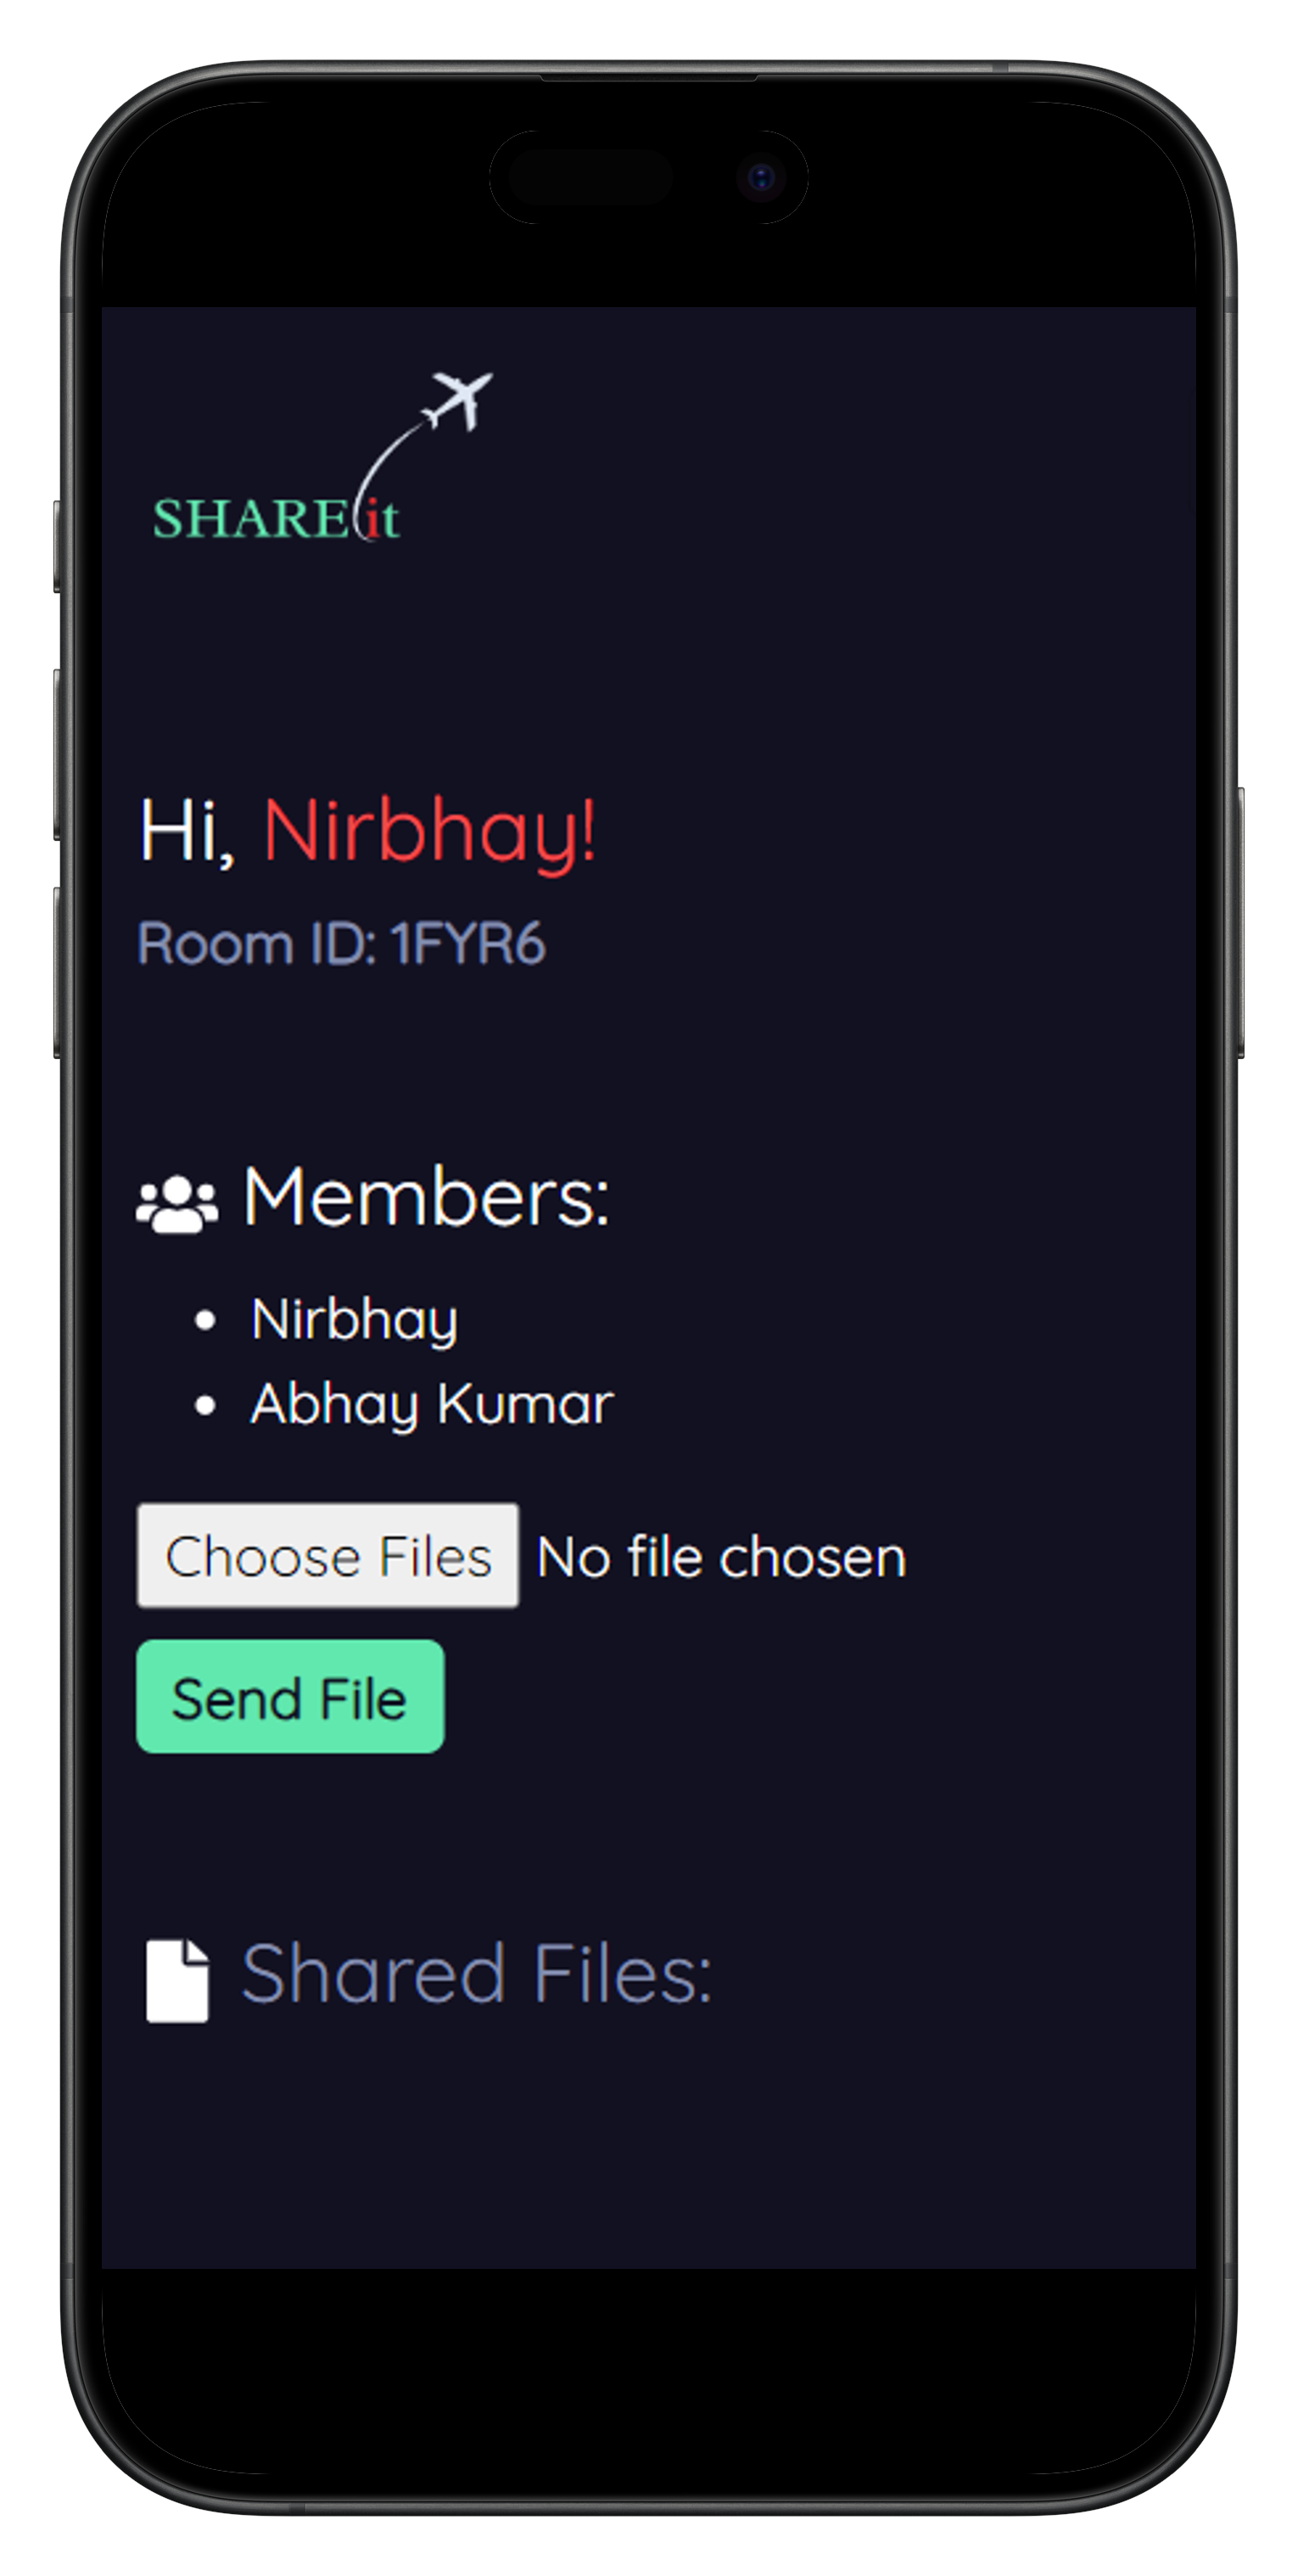 SHAREit
Hi, Nirbhay!
Room ID: 1FYR6
Members:
Nirbhay
Abhay Kumar
Choose Files No file chosen
Send File
Shared Files: